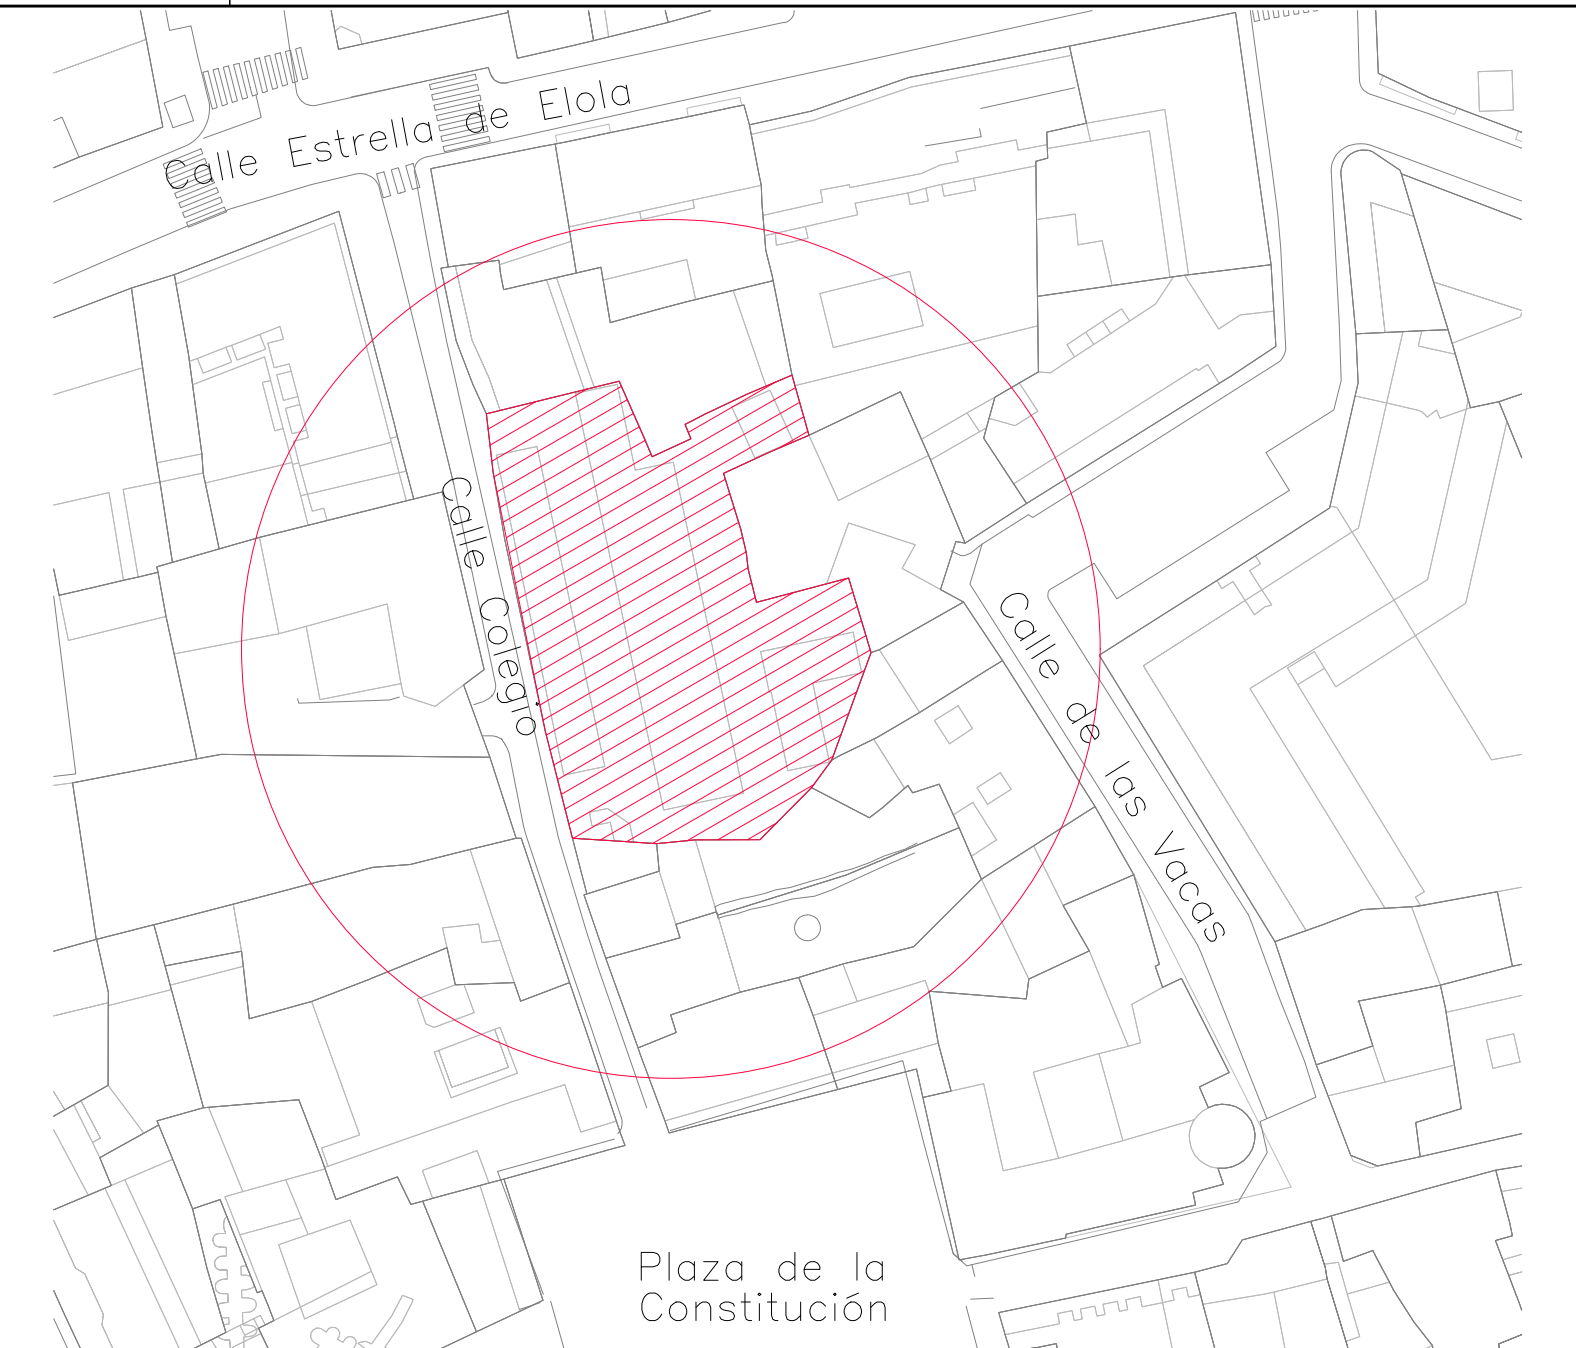 Calle Estrella de Elola
Calle Colegio
Calle de las Vacas
Plaza de la
Constitución